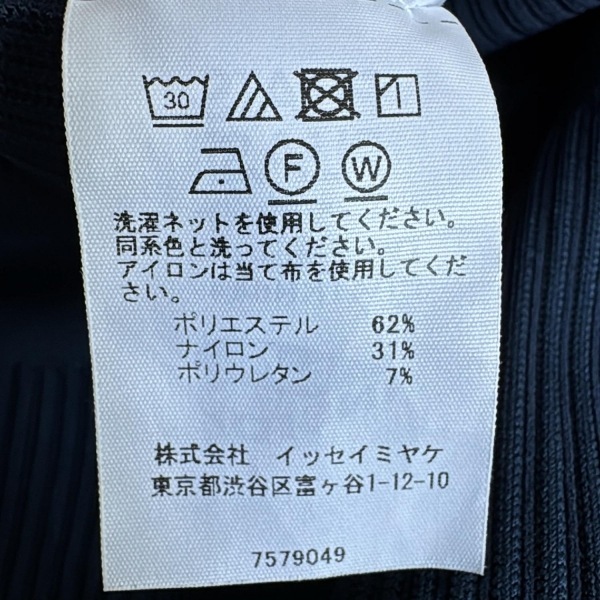 30
F W
洗濯ネットを使用してください。
同系色と洗ってください。
アイロンは当て布を使用してくだ
さい。
ポリエステル 62%
ナイロン 31%
ポリウレタン 7%
株式会社 イッセイミヤケ
東京都渋谷区富ヶ谷1-12-10
7579049